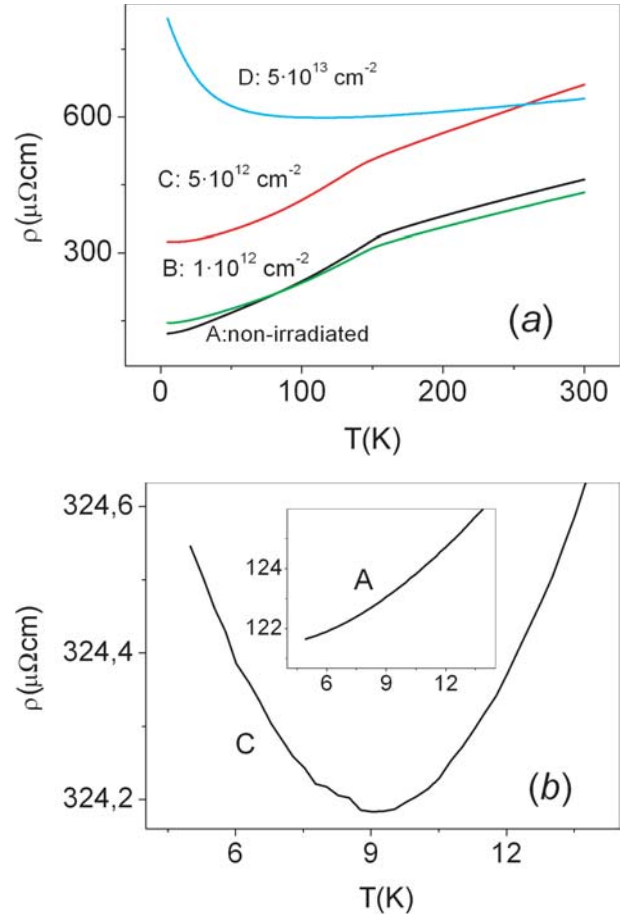 600
300
ρ(μΩcm)
D: 5·10¹³ cm⁻²
C: 5·10¹² cm⁻²
B: 1·10¹² cm⁻²
A:non-irradiated
(a)
0 100 200 300
T(K)
324,6
324,4
324,2
ρ(μΩcm)
124
122
A
6 9 12
C
(b)
6 9 12
T(K)